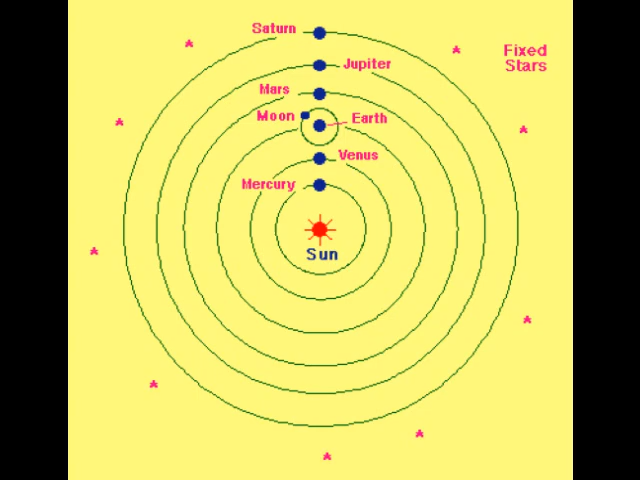 Saturn
Fixed
Stars
Jupiter
Mars
Moon
Earth
Venus
Mercury
Sun